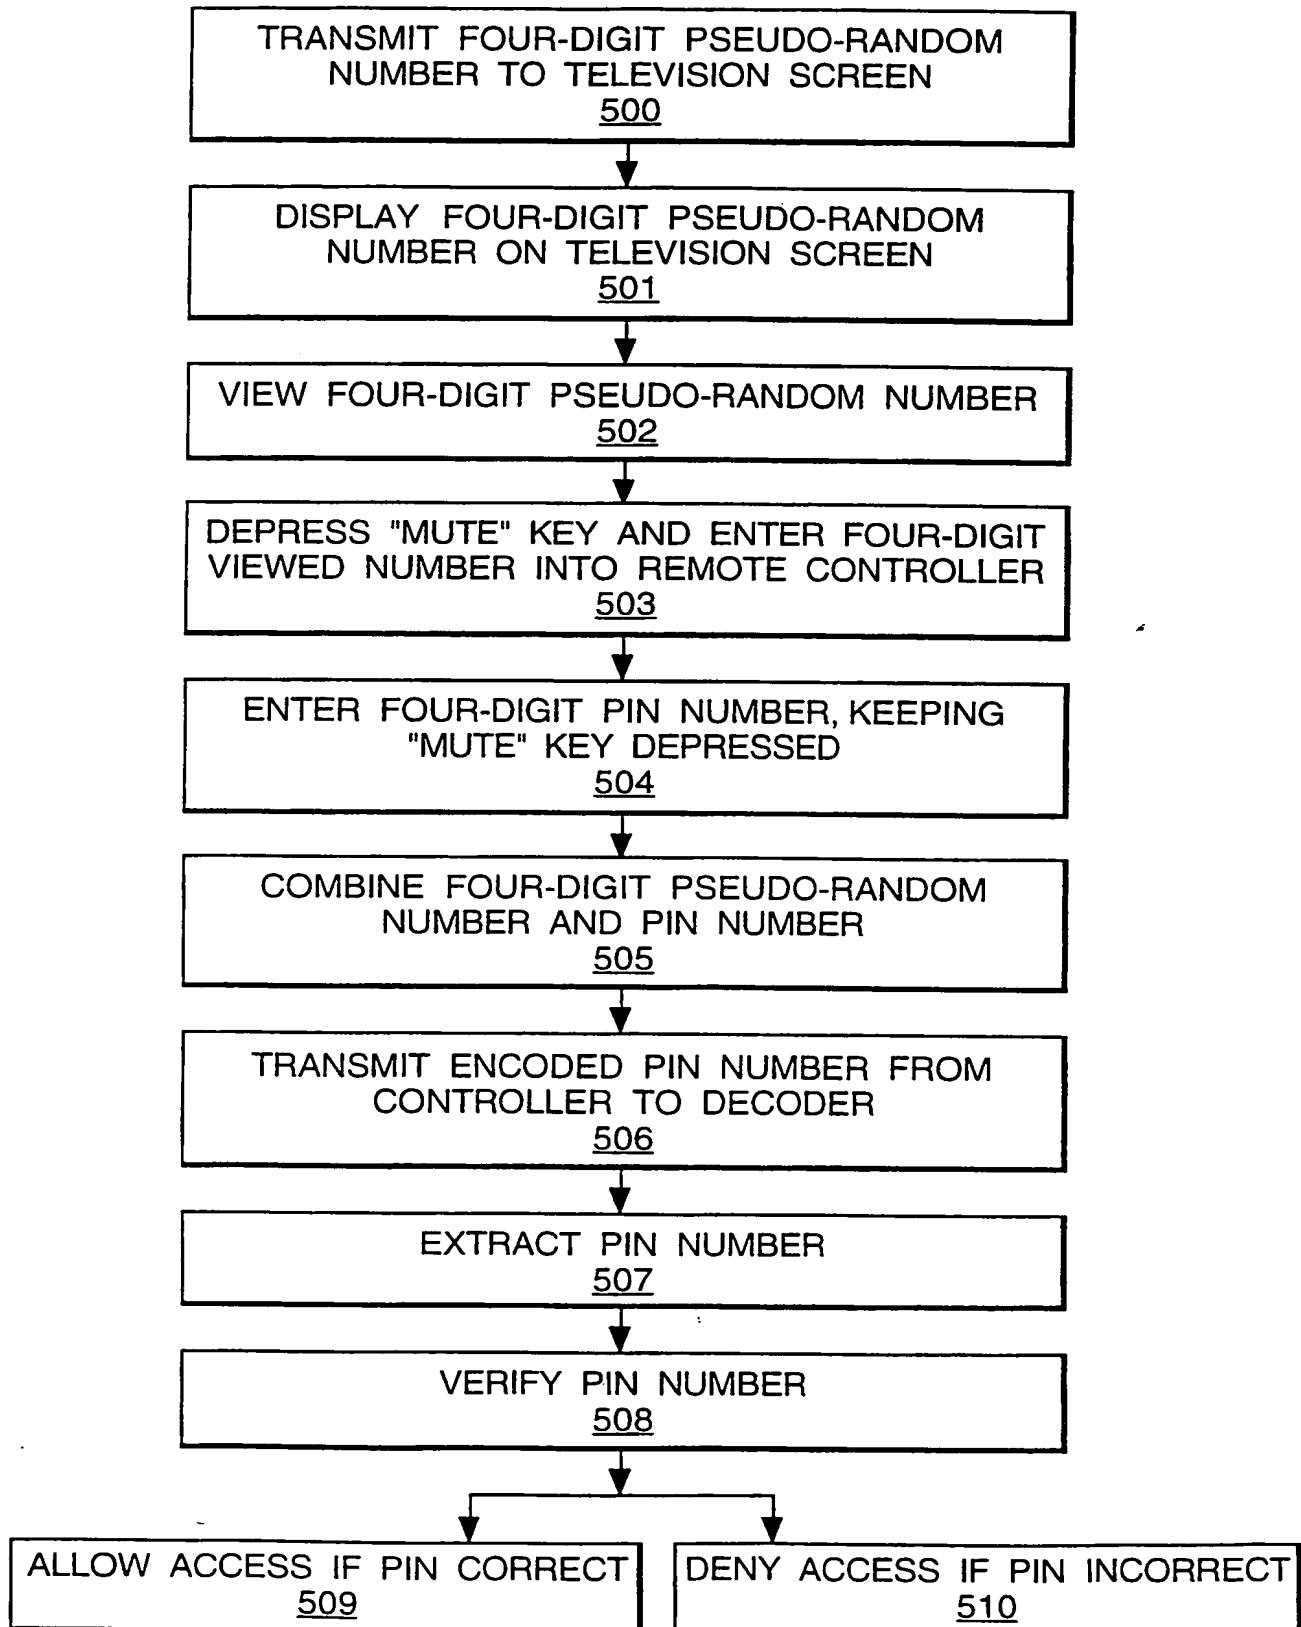 TRANSMIT FOUR-DIGIT PSEUDO-RANDOM
NUMBER TO TELEVISION SCREEN
500
DISPLAY FOUR-DIGIT PSEUDO-RANDOM
NUMBER ON TELEVISION SCREEN
501
VIEW FOUR-DIGIT PSEUDO-RANDOM NUMBER
502
DEPRESS "MUTE" KEY AND ENTER FOUR-DIGIT
VIEWED NUMBER INTO REMOTE CONTROLLER
503
ENTER FOUR-DIGIT PIN NUMBER, KEEPING
"MUTE" KEY DEPRESSED
504
COMBINE FOUR-DIGIT PSEUDO-RANDOM
NUMBER AND PIN NUMBER
505
TRANSMIT ENCODED PIN NUMBER FROM
CONTROLLER TO DECODER
506
EXTRACT PIN NUMBER
507
VERIFY PIN NUMBER
508
ALLOW ACCESS IF PIN CORRECT
509
DENY ACCESS IF PIN INCORRECT
510